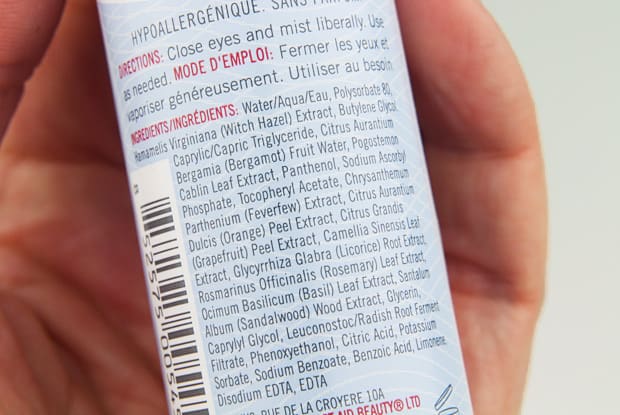 HYPOALLERGÉNIQUE. SANS
DIRECTIONS: Close eyes and mist liberally. Use
as needed. MODE D'EMPLOI: Fermer les yeux et
vaporiser généreusement. Utiliser au besoin.
INGREDIENTS/INGRÉDIENTS: Water/Aqua/Eau, Polysorbate 80,
Hamamelis Virginiana (Witch Hazel) Extract, Butylene Glycol,
Caprylic/Capric Triglyceride, Citrus Aurantium
Bergamia (Bergamot) Fruit Water, Pogostemon
Cablin Leaf Extract, Panthenol, Sodium Ascorbyl
Phosphate, Tocopheryl Acetate, Chrysanthemum
Parthenium (Feverfew) Extract, Citrus Aurantium
Dulcis (Orange) Peel Extract, Citrus Grandis
(Grapefruit) Peel Extract, Camellia Sinensis Leaf
Extract, Glycyrrhiza Glabra (Licorice) Root Extract,
Rosmarinus Officinalis (Rosemary) Leaf Extract,
Ocimum Basilicum (Basil) Leaf Extract, Santalum
Album (Sandalwood) Wood Extract, Glycerin,
Caprylyl Glycol, Leuconostoc/Radish Root Ferment
Filtrate, Phenoxyethanol, Citric Acid, Potassium
Sorbate, Sodium Benzoate, Benzoic Acid, Limonene,
Disodium EDTA, EDTA
RUE DE LA CROYERE 10A
AID BEAUTY® LTD